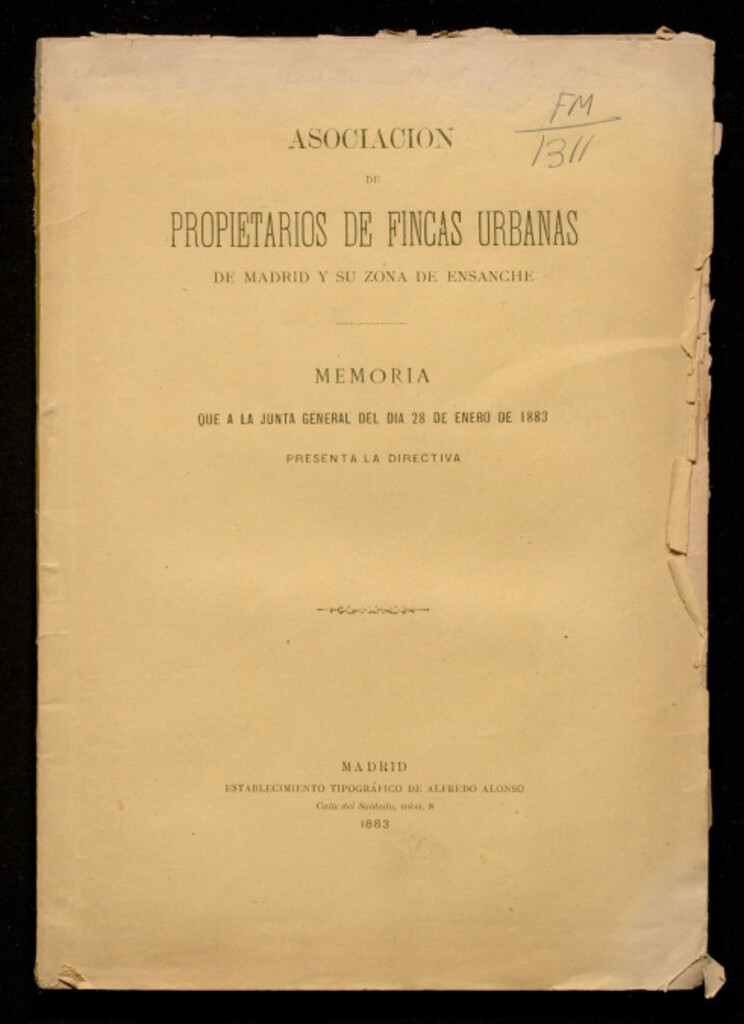 FM
1311
ASOCIACION
DE
PROPIETARIOS DE FINCAS URBANAS
DE MADRID Y SU ZONA DE ENSANCHE
MEMORIA
QUE A LA JUNTA GENERAL DEL DIA 28 DE ENERO DE 1883
PRESENTA LA DIRECTIVA
MADRID
ESTABLECIMIENTO TIPOGRÁFICO DE ALFREDO ALONSO
Calle del Soldado, núm. 8
1883